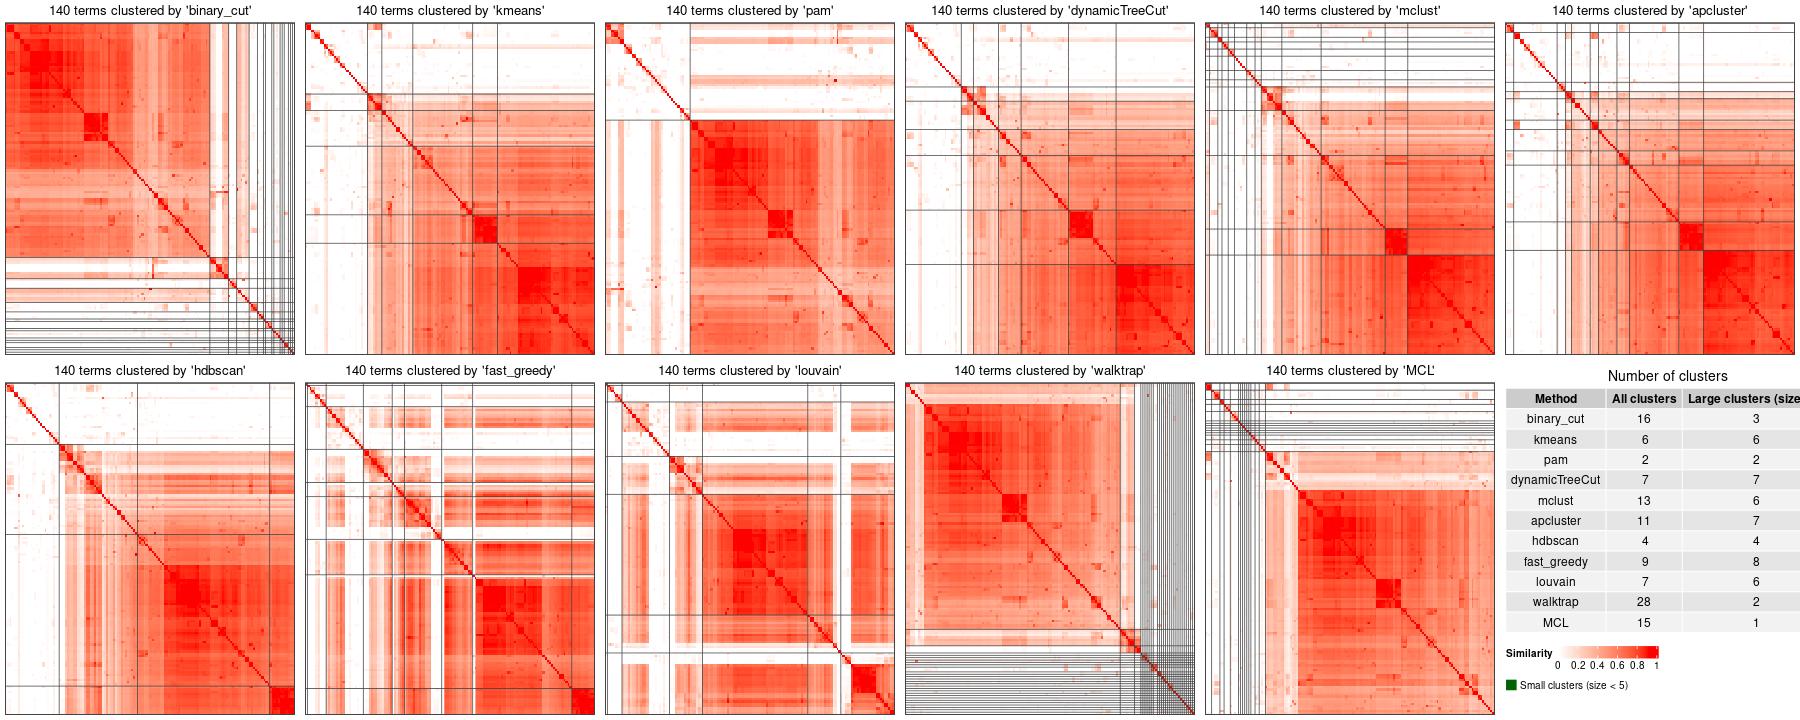 140 terms clustered by 'binary_cut'
140 terms clustered by 'kmeans'
140 terms clustered by 'pam'
140 terms clustered by 'dynamicTreeCut'
140 terms clustered by 'mclust'
140 terms clustered by 'apcluster'
140 terms clustered by 'hdbscan'
140 terms clustered by 'fast_greedy'
140 terms clustered by 'louvain'
140 terms clustered by 'walktrap'
140 terms clustered by 'MCL'
Number of clusters
Method All clusters Large clusters (size
binary_cut 16 3
kmeans 6 6
pam 2 2
dynamicTreeCut 7 7
mclust 13 6
apcluster 11 7
hdbscan 4 4
fast_greedy 9 8
louvain 7 6
walktrap 28 2
MCL 15 1
Similarity
0 0.2 0.4 0.6 0.8 1
Small clusters (size < 5)